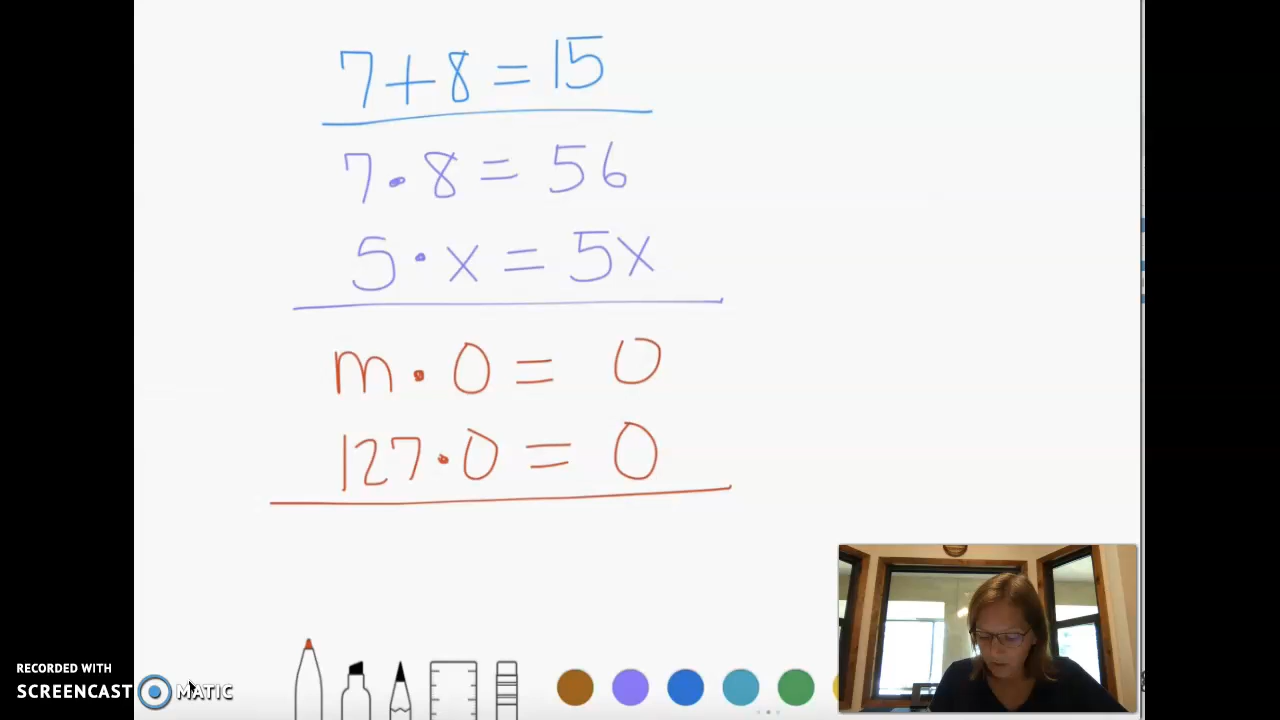 7+8=15
7·8=56
5·x=5x
m·0=0
127·0=0
RECORDED WITH
SCREENCAST MATIC